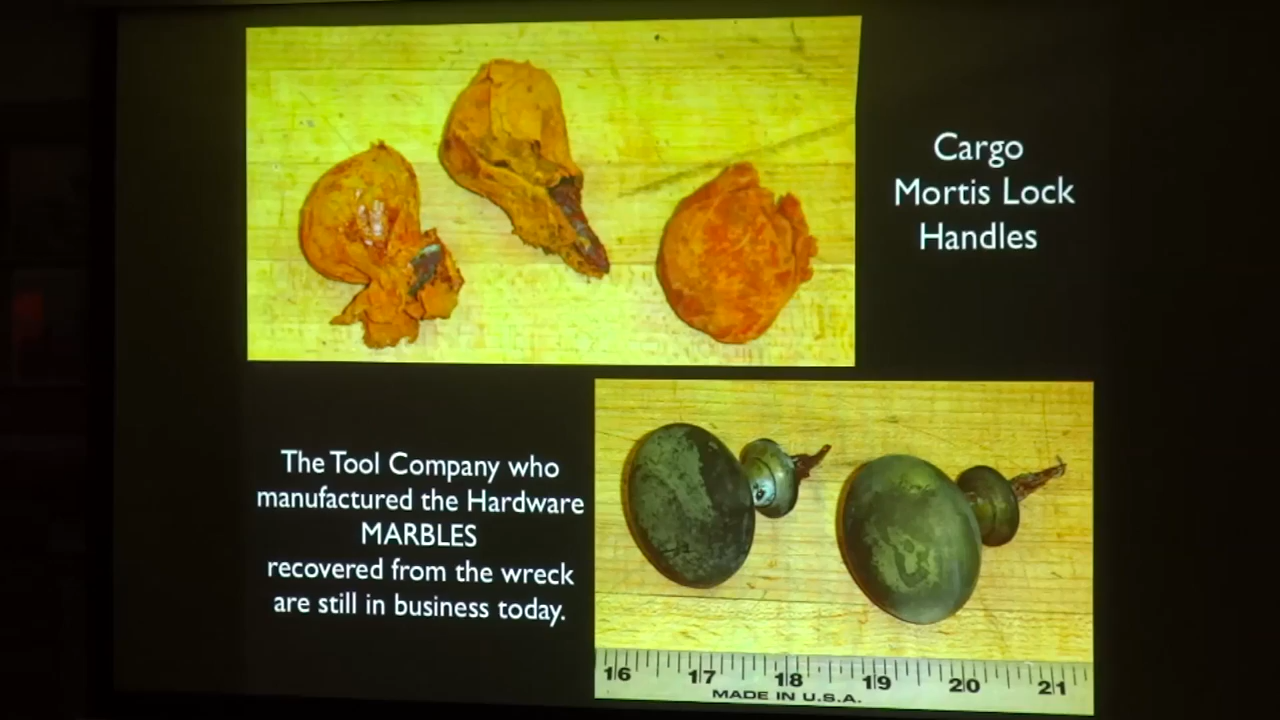 Cargo
Mortis Lock
Handles
The Tool Company who
manufactured the Hardware
MARBLES
recovered from the wreck
are still in business today.
16 17 18 19 20 21
MADE IN U.S.A.